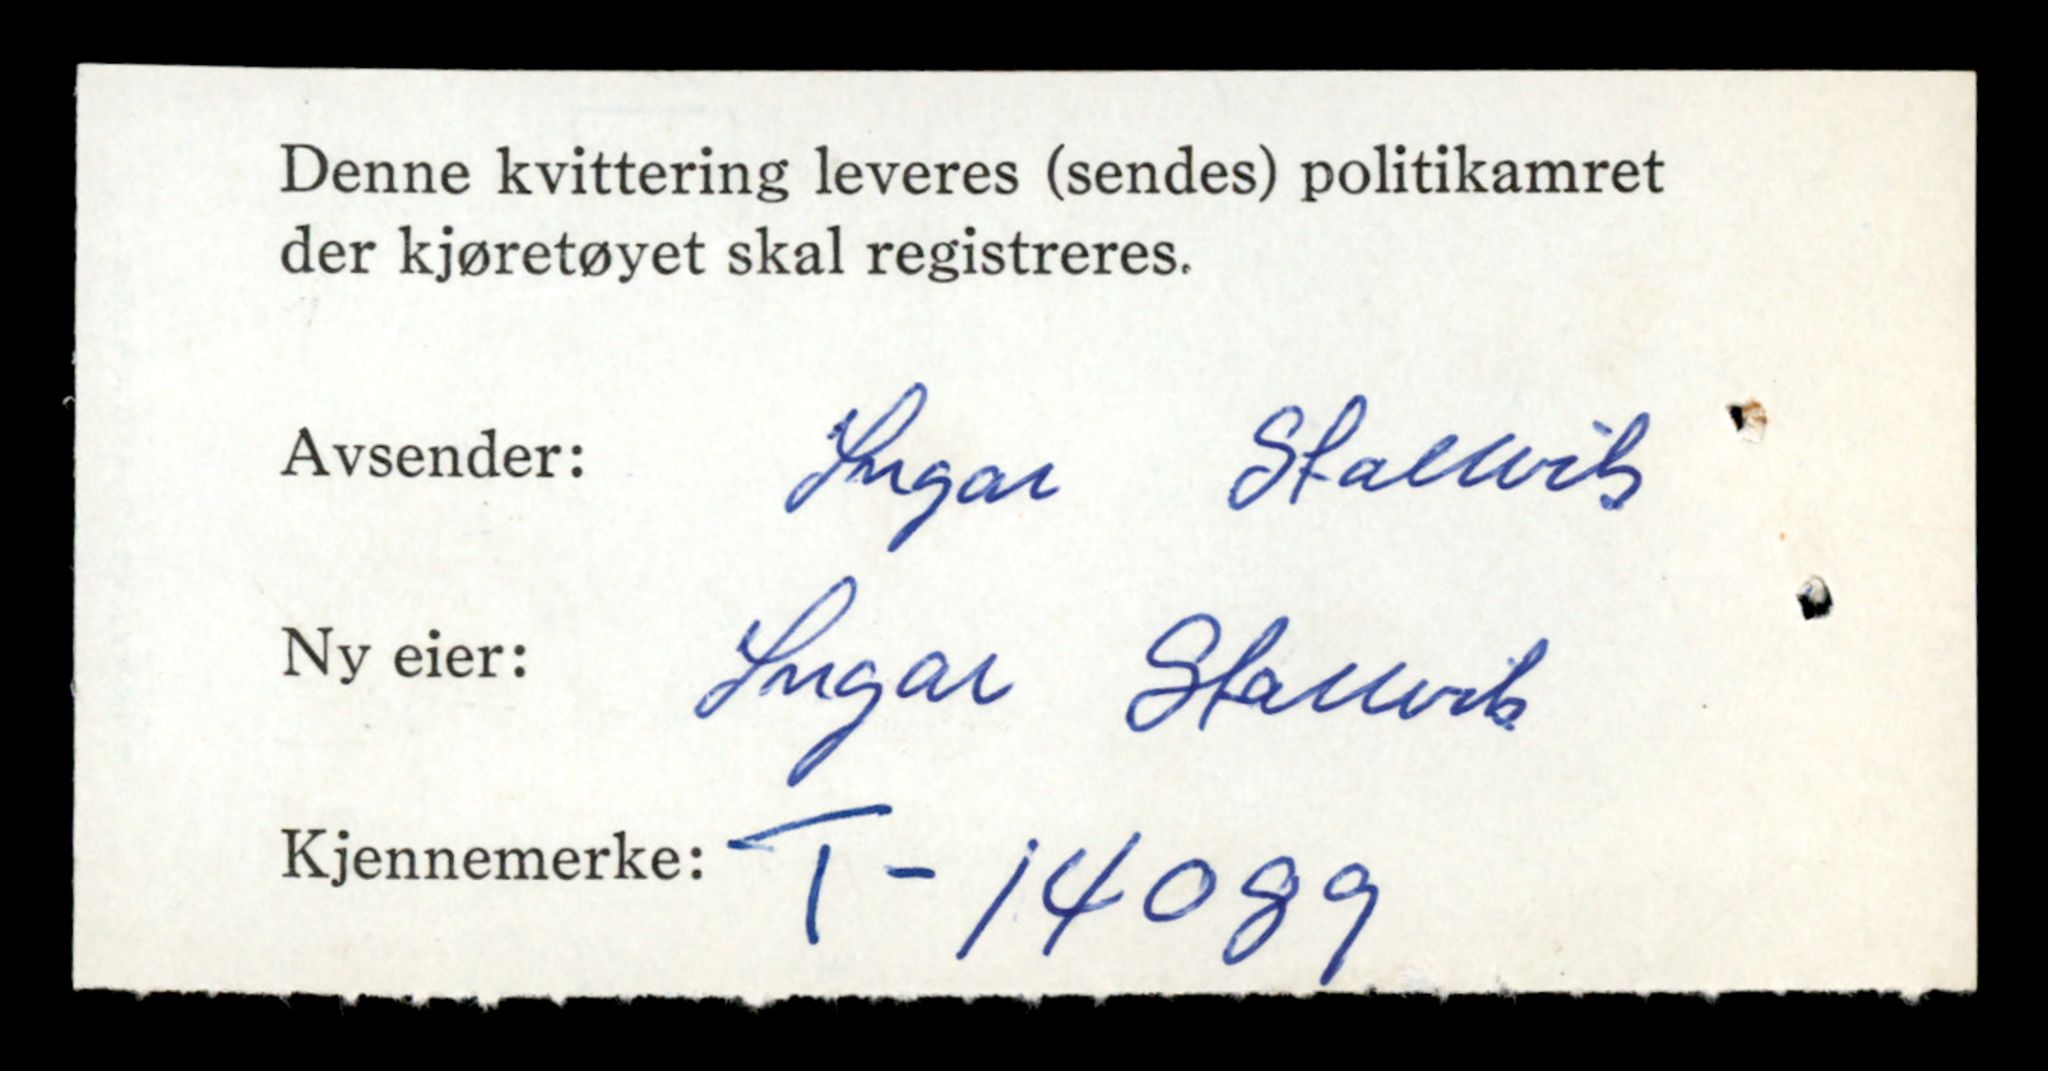 Denne kvittering leveres (sendes) politikamret
der kjøretøyet skal registreres.
Avsender: Ingar Stallvik
Ny eier: Ingar Stallvik
Kjennemerke: T - 14089